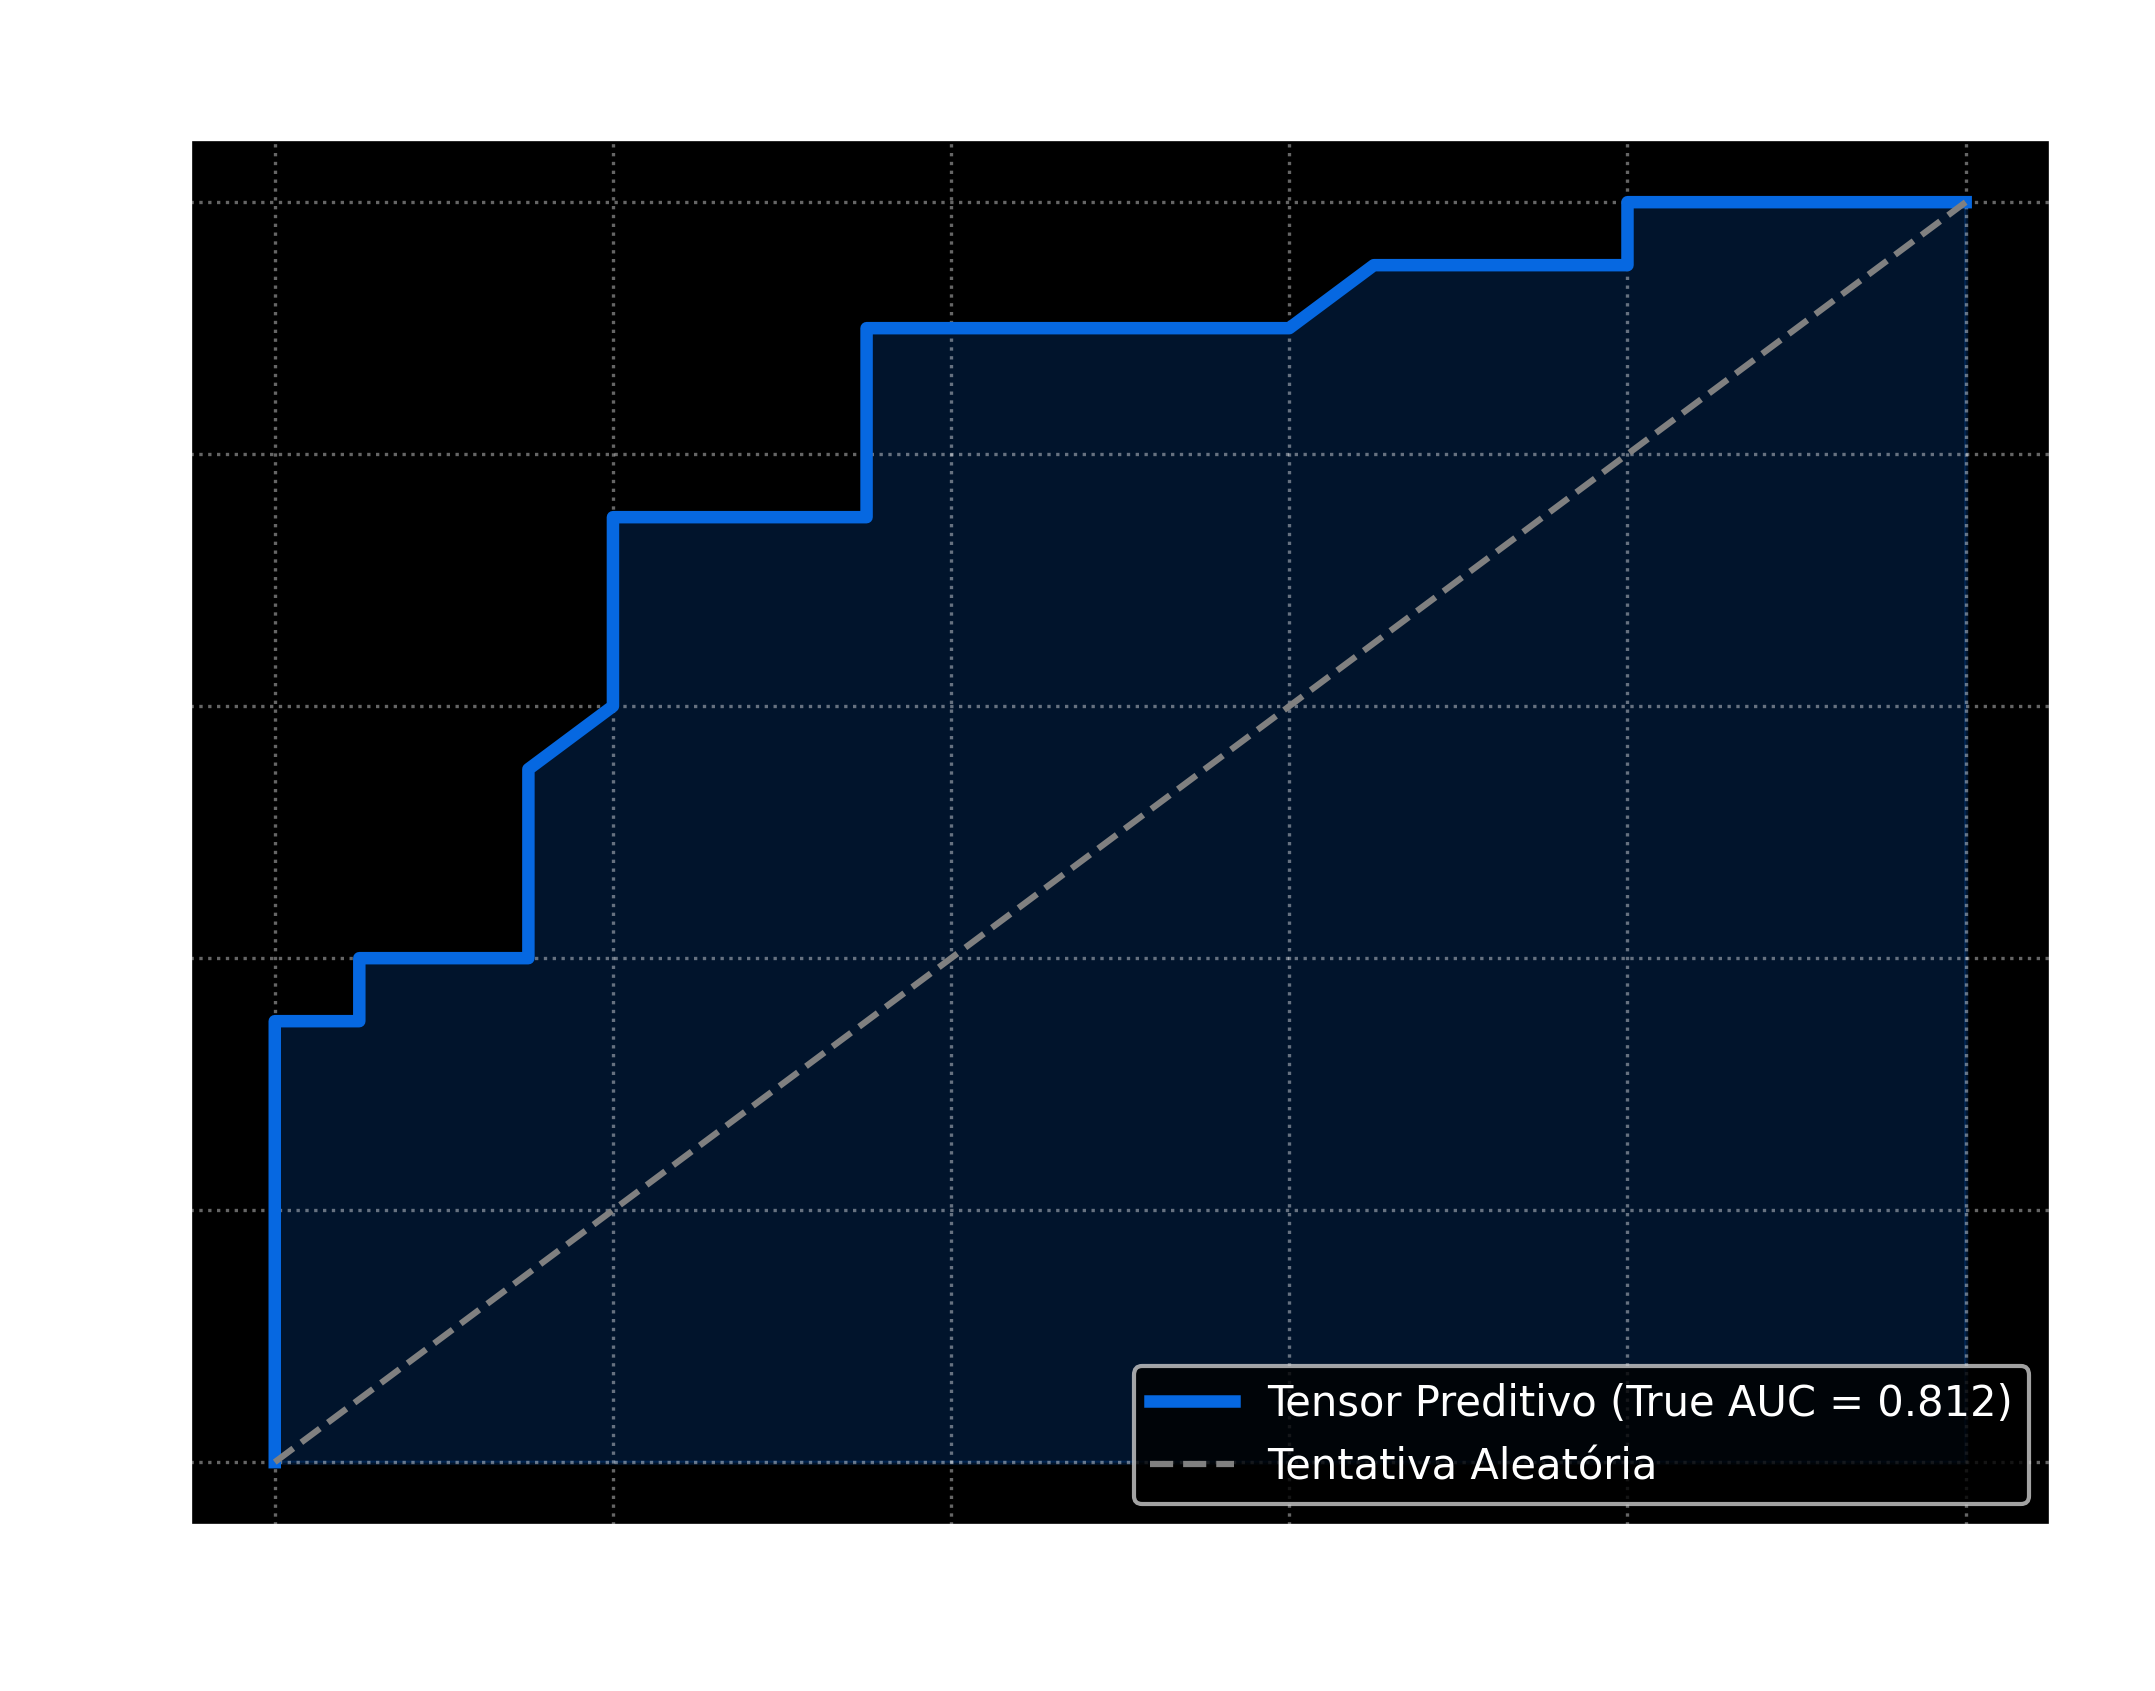 Tensor Preditivo (True AUC = 0.812)
Tentativa Aleatória